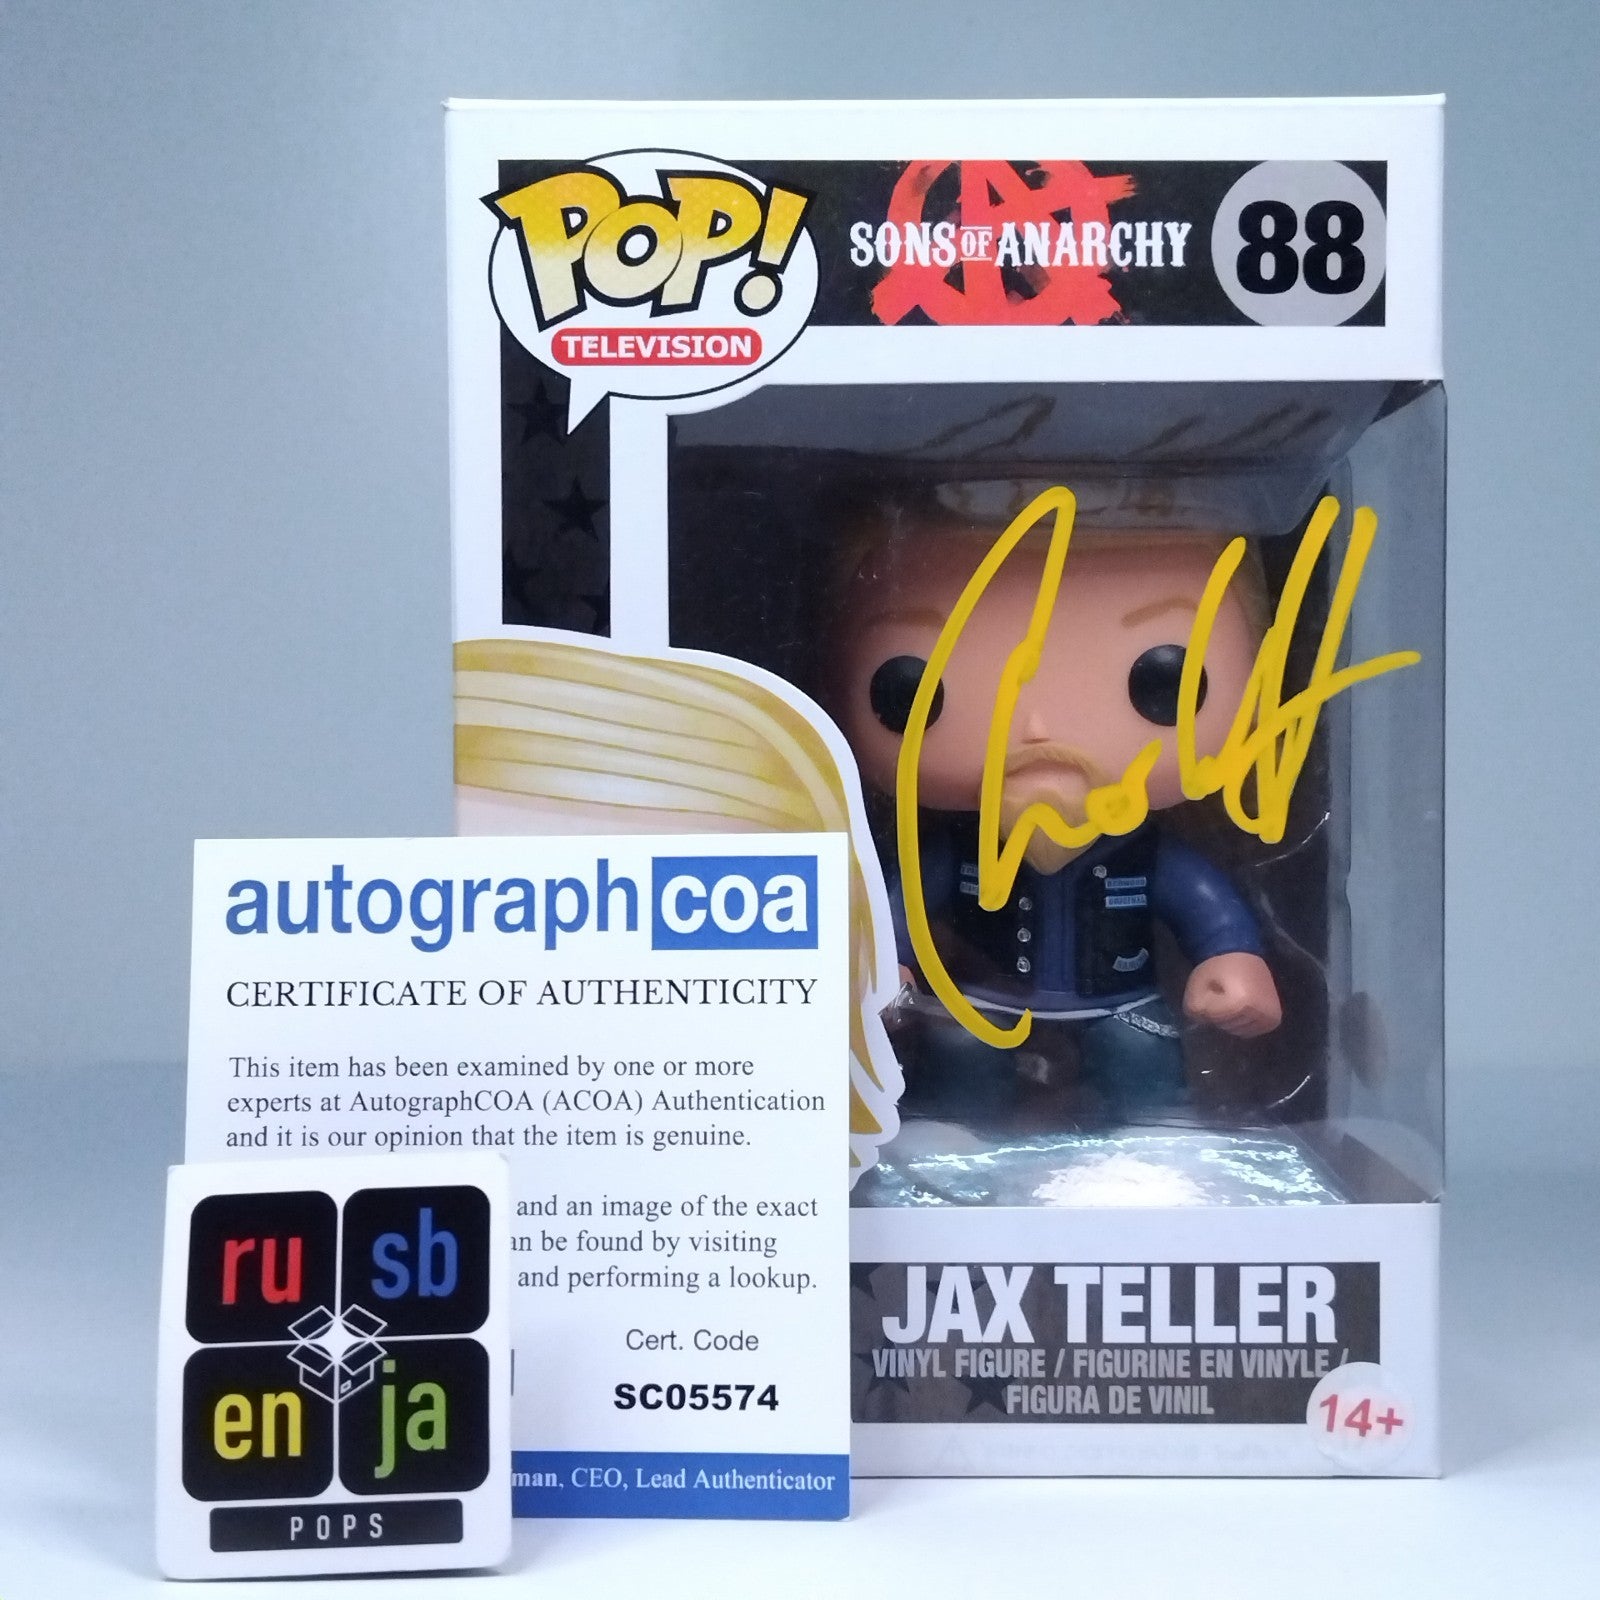 POP!
TELEVISION
SONS OF ANARCHY
88
autograph coa
CERTIFICATE OF AUTHENTICITY
This item has been examined by one or more
experts at AutographCOA (ACOA) Authentication
and it is our opinion that the item is genuine.
and an image of the exact
an be found by visiting
and performing a lookup.
Cert. Code
SC05574
man, CEO, Lead Authenticator
ru sb
en ja
POPS
JAX TELLER
VINYL FIGURE / FIGURINE EN VINYLE /
FIGURA DE VINIL
14+